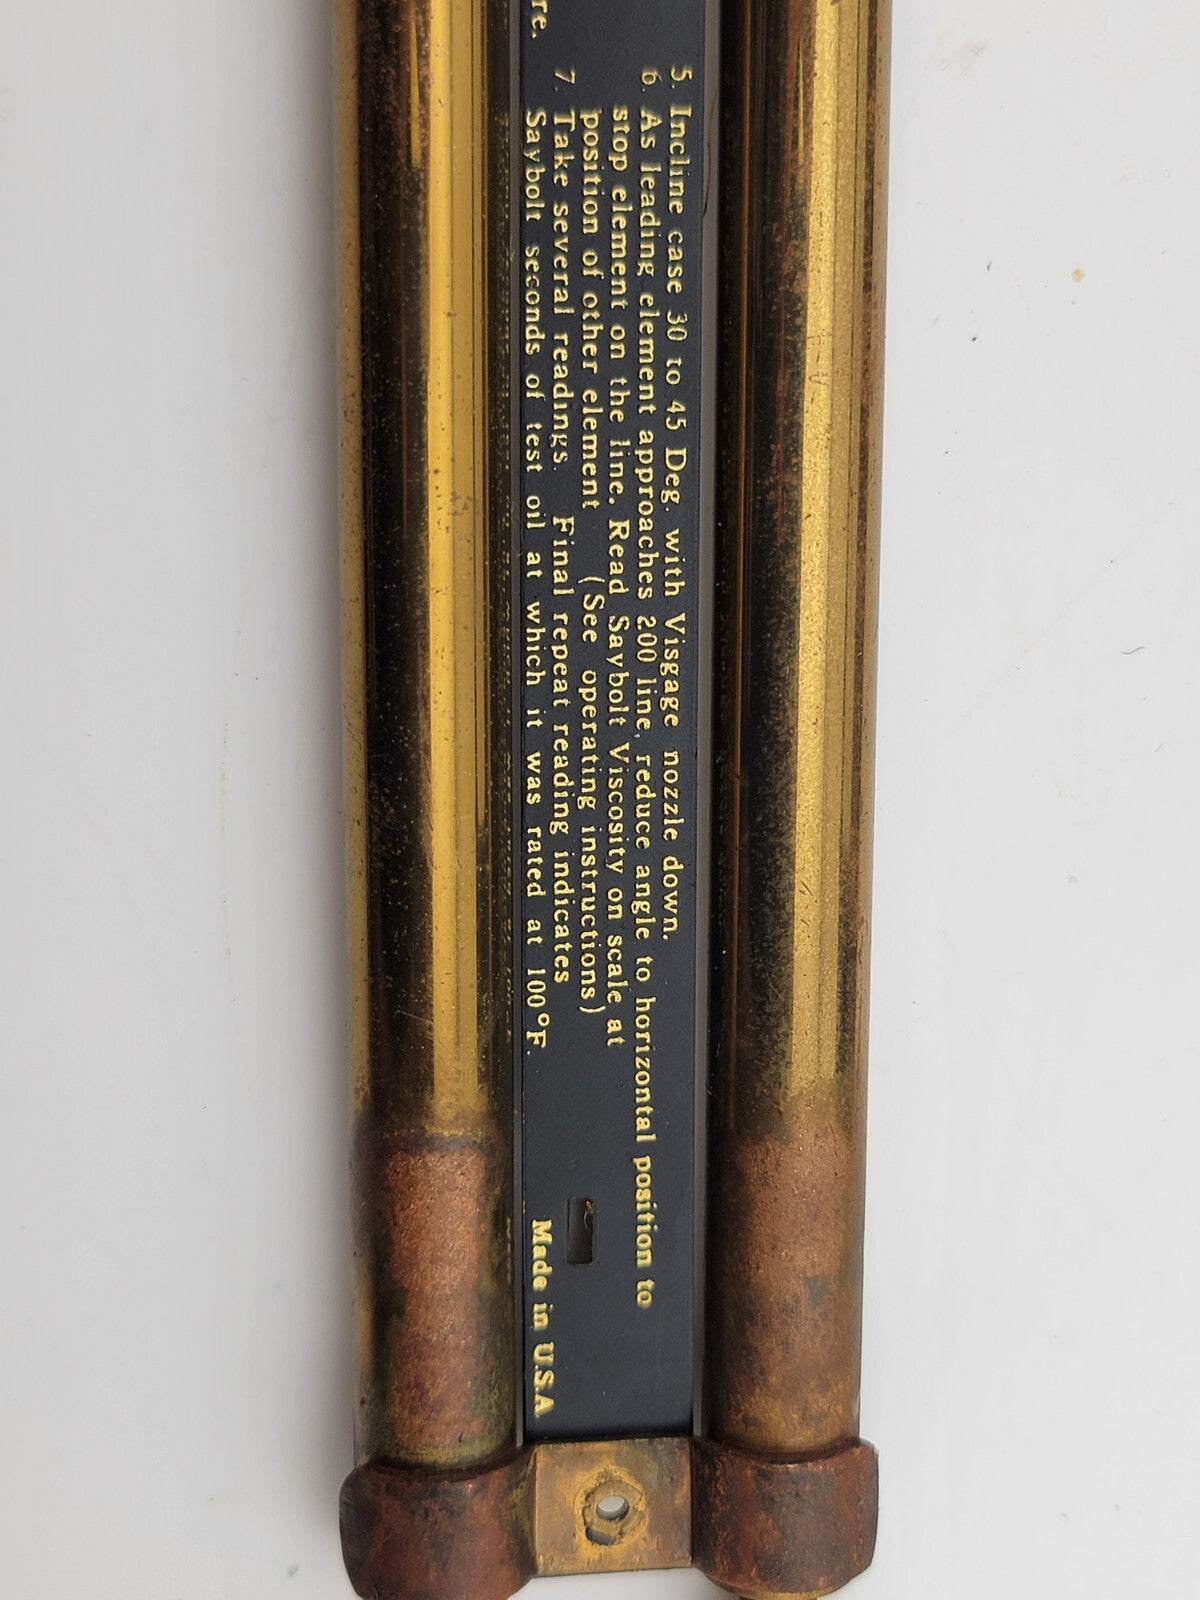 re.
5. Incline case 30 to 45 Deg. with Visgage nozzle down.
6. As leading element approaches 200 line, reduce angle to horizontal position to
stop element on the line. Read Saybolt Viscosity on scale at
position of other element (See operating instructions)
7. Take several readings. Final repeat reading indicates
Saybolt seconds of test oil at which it was rated at 100°F.
Made in U.S.A.